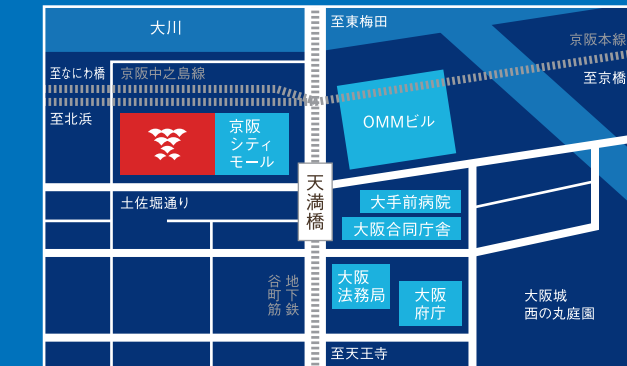 大川
至東梅田
京阪本線
至なにわ橋
京阪中之島線
至京橋
至北浜
京阪
シティ
モール
OMMビル
天満橋
土佐堀通り
大手前病院
大阪合同庁舎
地下鉄
谷町筋
大阪
法務局
大阪
府庁
大阪城
西の丸庭園
至天王寺